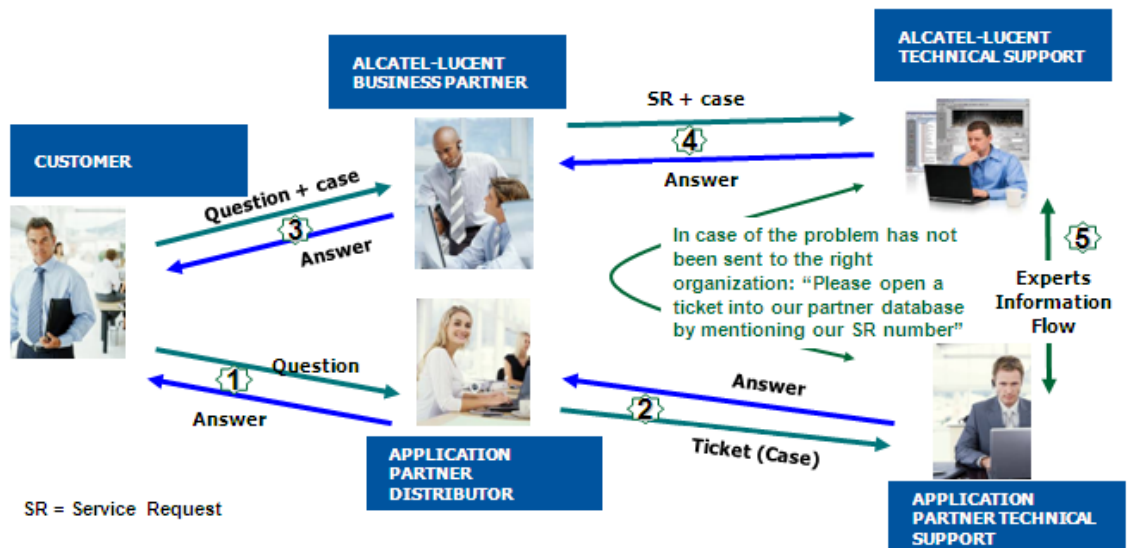 ALCATEL-LUCENT
TECHNICAL SUPPORT
ALCATEL-LUCENT
BUSINESS PARTNER
SR + case
4
Answer
CUSTOMER
Question + case
3
Answer
In case of the problem has not
been sent to the right
organization: “Please open a
ticket into our partner database
by mentioning our SR number”
5
Experts
Information
Flow
Question
1
Answer
Answer
2
Ticket (Case)
APPLICATION
PARTNER
DISTRIBUTOR
SR = Service Request
APPLICATION
PARTNER TECHNICAL
SUPPORT